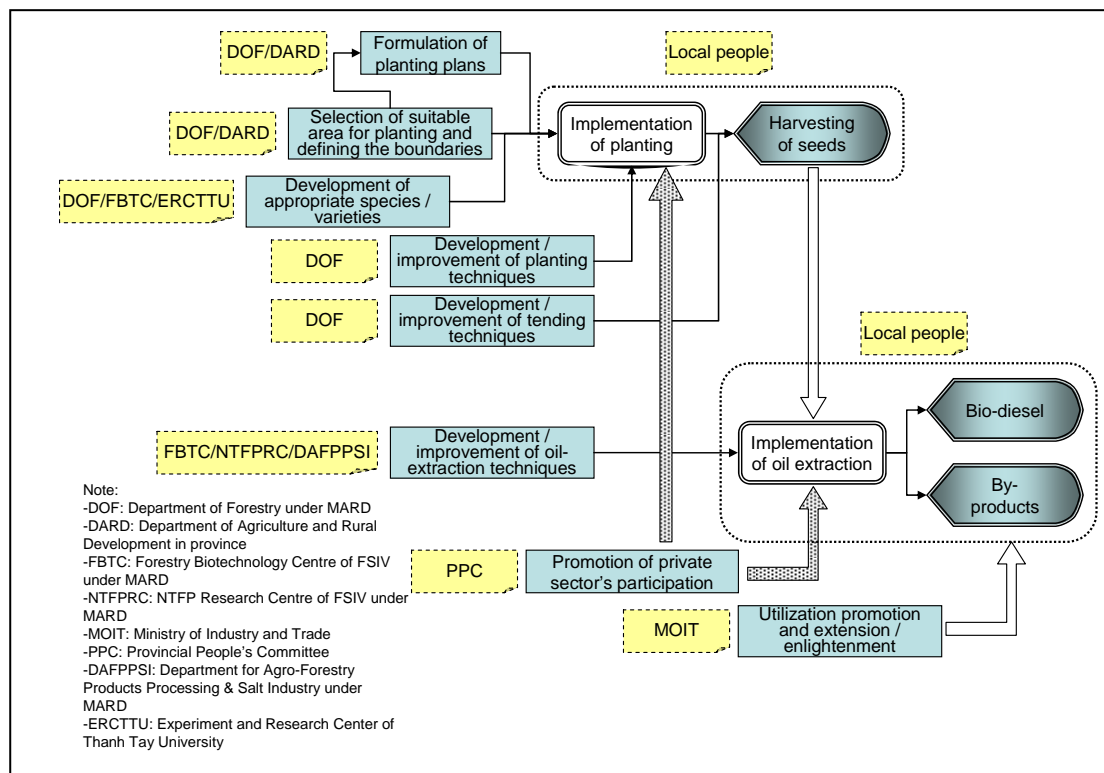 DOF/DARD
Formulation of
planting plans
Local people
DOF/DARD
Selection of suitable
area for planting and
defining the boundaries
Implementation
of planting
Harvesting
of seeds
DOF/FBTC/ERCTTU
Development of
appropriate species /
varieties
DOF
Development /
improvement of planting
techniques
DOF
Development /
improvement of tending
techniques
Local people
Bio-diesel
FBTC/NTFPRC/DAFPPSI
Development /
improvement of oil-
extraction techniques
Implementation
of oil extraction
By-
products
PPC
Promotion of private
sector's participation
MOIT
Utilization promotion
and extension /
enlightenment
Note:
-DOF: Department of Forestry under MARD
-DARD: Department of Agriculture and Rural
Development in province
-FBTC: Forestry Biotechnology Centre of FSIV
under MARD
-NTFPRC: NTFP Research Centre of FSIV under
MARD
-MOIT: Ministry of Industry and Trade
-PPC: Provincial People's Committee
-DAFPPSI: Department for Agro-Forestry
Products Processing & Salt Industry under
MARD
-ERCTTU: Experiment and Research Center of
Thanh Tay University